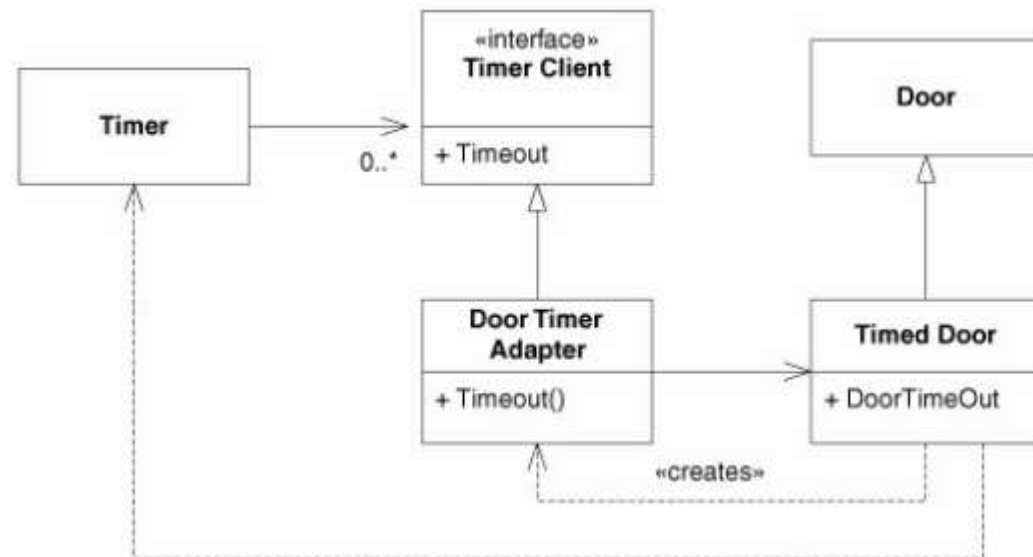 «interface»
Timer Client
Door
Timer
0..*
+ Timeout
Door Timer
Adapter
Timed Door
+ Timeout()
+ DoorTimeOut
«creates»